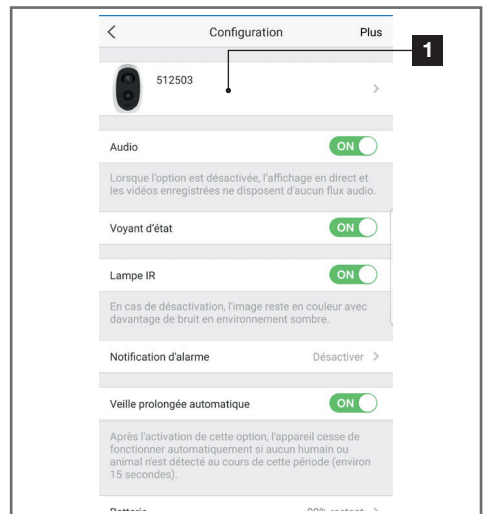 Configuration
Plus
1
512503
Audio
ON
Lorsque l'option est désactivée, l'affichage en direct et
les vidéos enregistrées ne disposent d'aucun flux audio.
Voyant d'état
ON
Lampe IR
ON
En cas de désactivation, l'image reste en couleur avec
davantage de bruit en environnement sombre.
Notification d'alarme
Désactiver
Veille prolongée automatique
ON
Après l'activation de cette option, l'appareil cesse de
fonctionner automatiquement si aucun humain ou
animal n'est détecté au cours de cette période (environ
15 secondes).
Batterie
restant